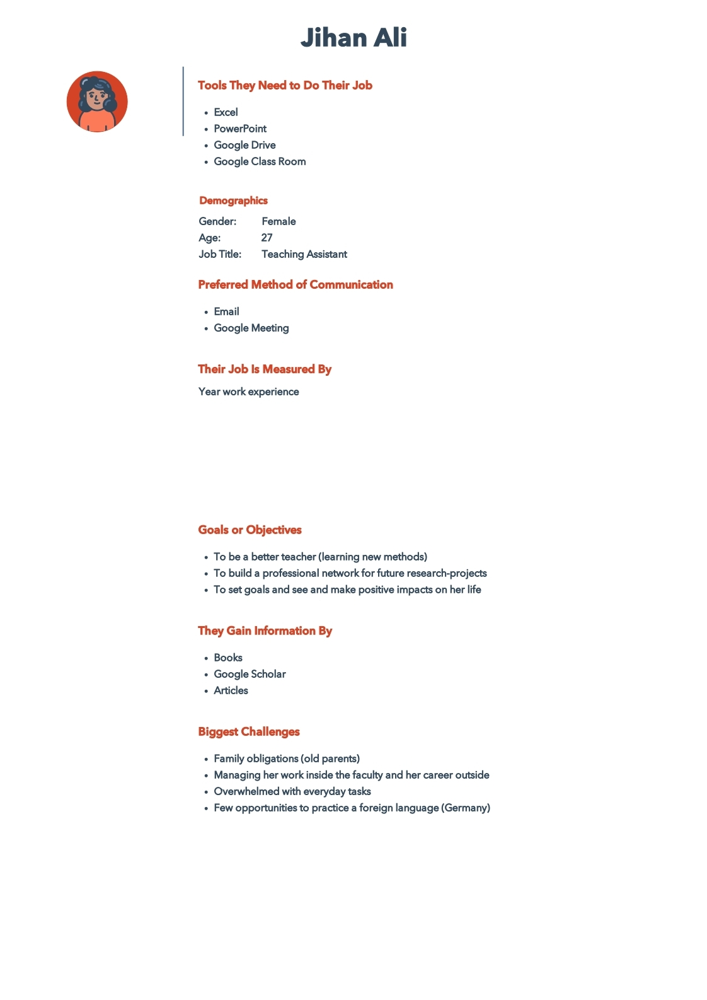 Jihan Ali
Tools They Need to Do Their Job
• Excel
• PowerPoint
• Google Drive
• Google Class Room
Demographics
Gender: Female
Age: 27
Job Title: Teaching Assistant
Preferred Method of Communication
• Email
• Google Meeting
Their Job Is Measured By
Year work experience
Goals or Objectives
• To be a better teacher (learning new methods)
• To build a professional network for future research-projects
• To set goals and see and make positive impacts on her life
They Gain Information By
• Books
• Google Scholar
• Articles
Biggest Challenges
• Family obligations (old parents)
• Managing her work inside the faculty and her career outside
• Overwhelmed with everyday tasks
• Few opportunities to practice a foreign language (Germany)